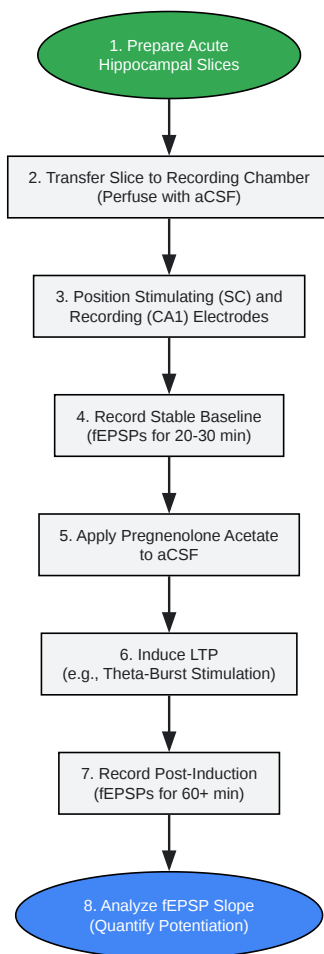 1. Prepare Acute
Hippocampal Slices
2. Transfer Slice to Recording Chamber
(Perfuse with aCSF)
3. Position Stimulating (SC) and
Recording (CA1) Electrodes
4. Record Stable Baseline
(fEPSPs for 20-30 min)
5. Apply Pregnenolone Acetate
to aCSF
6. Induce LTP
(e.g., Theta-Burst Stimulation)
7. Record Post-Induction
(fEPSPs for 60+ min)
8. Analyze fEPSP Slope
(Quantify Potentiation)